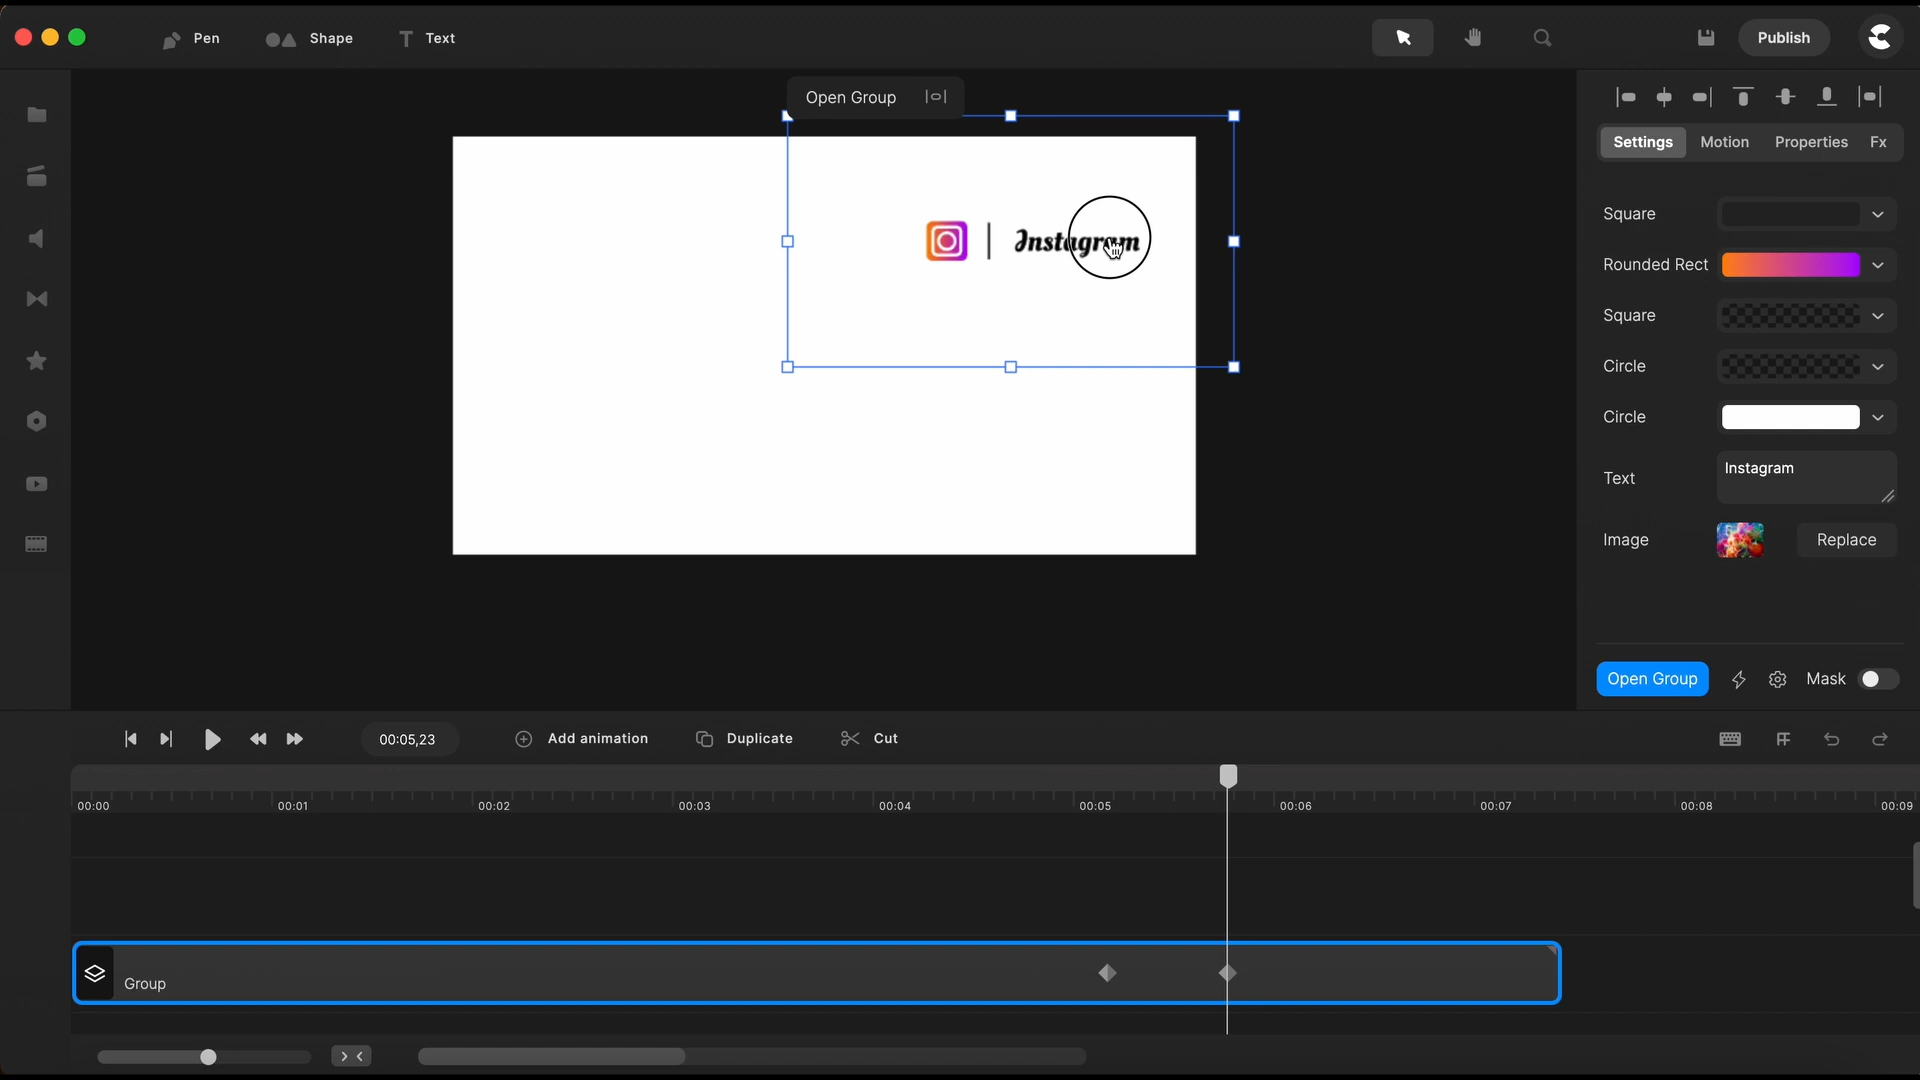 Pen
Shape
Text
Publish
Open Group
Settings
Motion
Properties
Fx
Instagram
Square
Rounded Rect
Square
Circle
Circle
Text
Instagram
Image
Replace
Open Group
Mask
00:05,23
Add animation
Duplicate
Cut
00:00
00:01
00:02
00:03
00:04
00:05
00:06
00:07
00:08
00:09
Group